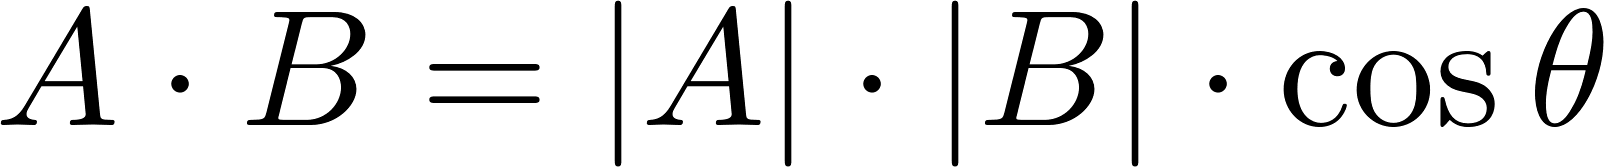 A · B = |A| · |B| · cos θ